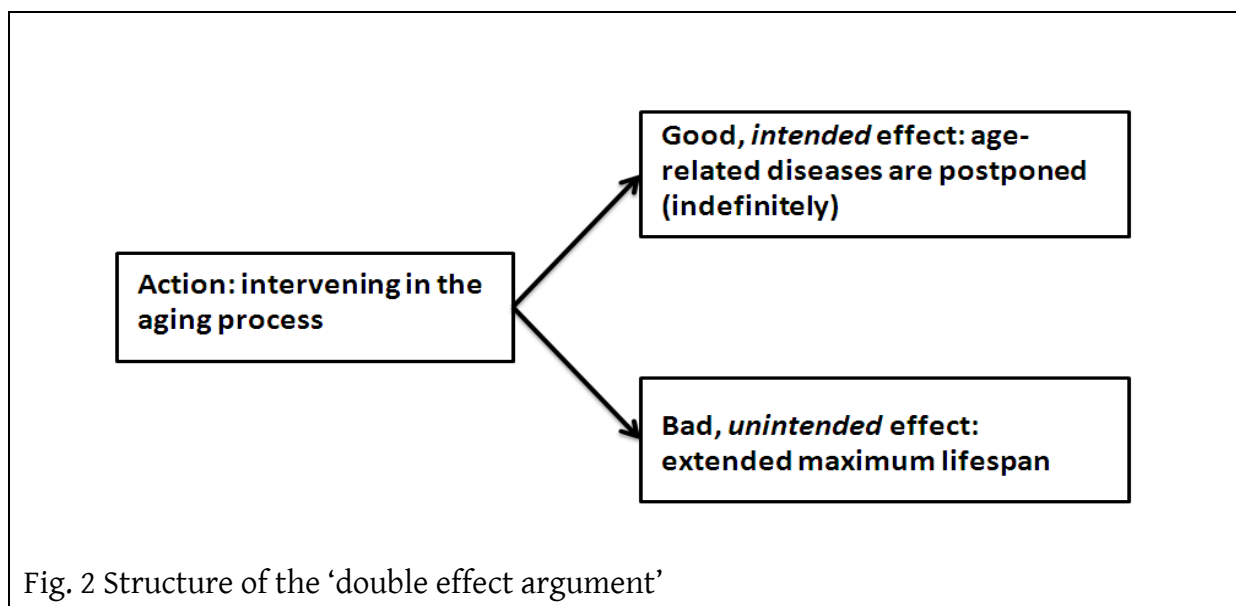 Good, intended effect: age-
related diseases are postponed
(indefinitely)
Action: intervening in the
aging process
Bad, unintended effect:
extended maximum lifespan
Fig. 2 Structure of the ‘double effect argument’